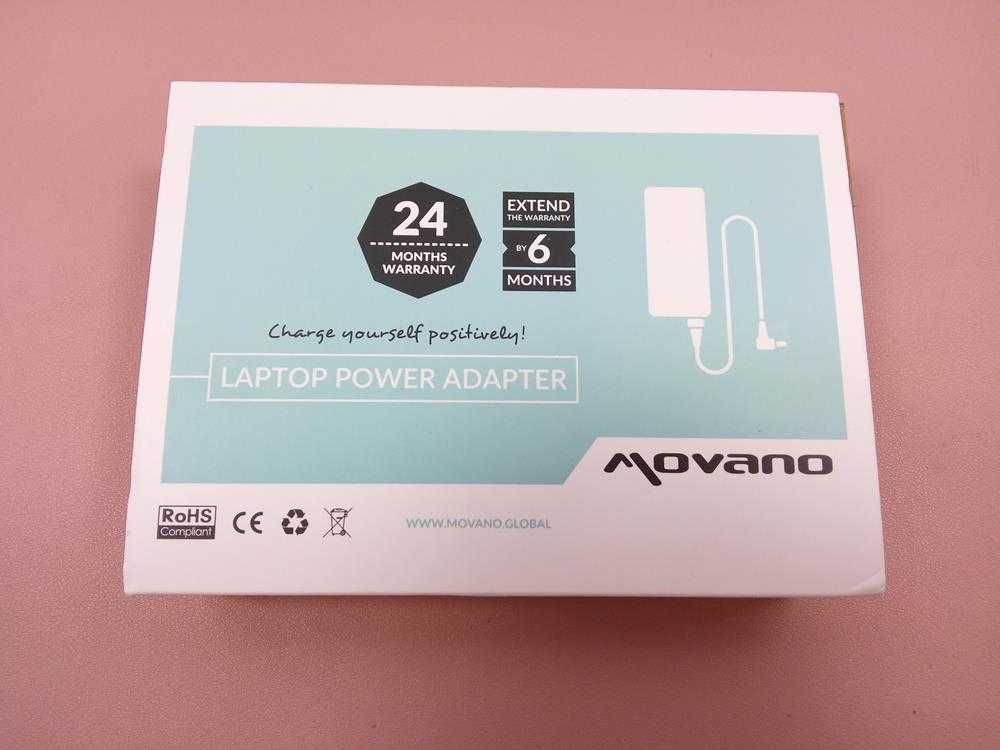 24
MONTHS
WARRANTY
EXTEND
THE WARRANTY
BY 6
MONTHS
Charge yourself positively!
LAPTOP POWER ADAPTER
movano
RoHS
Compliant
CE
WWW.MOVANO.GLOBAL